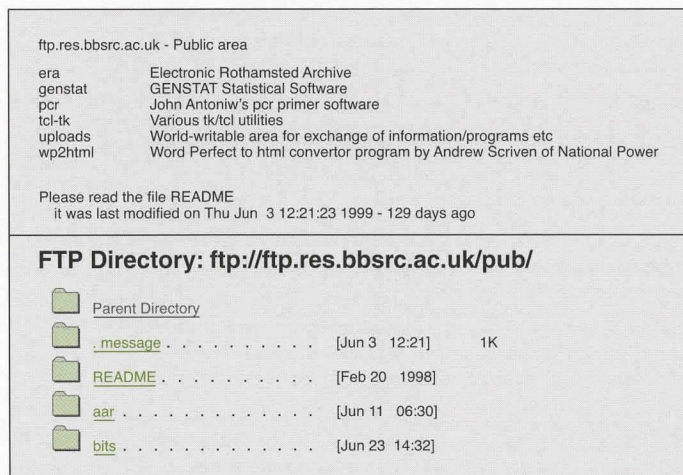 ftp.res.bbsrc.ac.uk - Public area
era Electronic Rothamsted Archive
genstat GENSTAT Statistical Software
pcr John Antoniw's pcr primer software
tcl-tk Various tk/tcl utilities
uploads World-writable area for exchange of information/programs etc
wp2html Word Perfect to html convertor program by Andrew Scriven of National Power
Please read the file README
it was last modified on Thu Jun 3 12:21:23 1999 - 129 days ago
FTP Directory: ftp://ftp.res.bbsrc.ac.uk/pub/
Parent Directory
. message . . . . . . . . . . [Jun 3 12:21] 1K
README . . . . . . . . . . [Feb 20 1998]
aar . . . . . . . . . . . . . [Jun 11 06:30]
bits . . . . . . . . . . . . . [Jun 23 14:32]